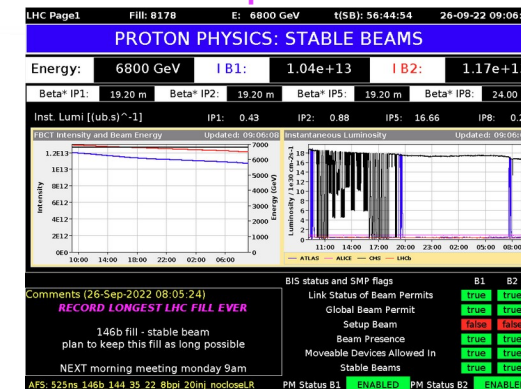 LHC Page1 Fill: 8178 E: 6800 GeV t(SB): 56:44:54 26-09-22 09:06:
PROTON PHYSICS: STABLE BEAMS
Energy: 6800 GeV I B1: 1.04e+13 I B2: 1.17e+1
Beta* IP1: 19.20 m Beta* IP2: 19.20 m Beta* IP5: 19.20 m Beta* IP8: 24.00
Inst. Lumi [(ub.s)^-1] IP1: 0.43 IP2: 0.88 IP5: 16.66 IP8: 0.2
FBCT Intensity and Beam Energy Updated: 09:06:08 Instantaneous Luminosity Updated: 09:06:
Intensity
1.2E13
1E13
8E12
6E12
4E12
2E12
0E0
7000
6000
5000
4000
3000
2000
1000
0
Energy (GeV)
10:00 14:00 18:00 22:00 02:00 06:00
Luminosity / 1e30 cm-2s-1
18
16
14
12
10
8
6
4
2
0
11:00 14:00 17:00 20:00 23:00 02:00 05:00 08:0
ATLAS ALICE CMS LHCb
BIS status and SMP flags B1 B2
Link Status of Beam Permits true true
Global Beam Permit true true
Setup Beam false false
Beam Presence true true
Moveable Devices Allowed In true true
Stable Beams true true
Comments (26-Sep-2022 08:05:24)
RECORD LONGEST LHC FILL EVER
146b fill - stable beam
plan to keep this fill as long possible
NEXT morning meeting monday 9am
AFS: 525ns_146b_144_35_22_8bpi_20inj_nocloseLR PM Status B1 ENABLED PM Status B2 ENABLE